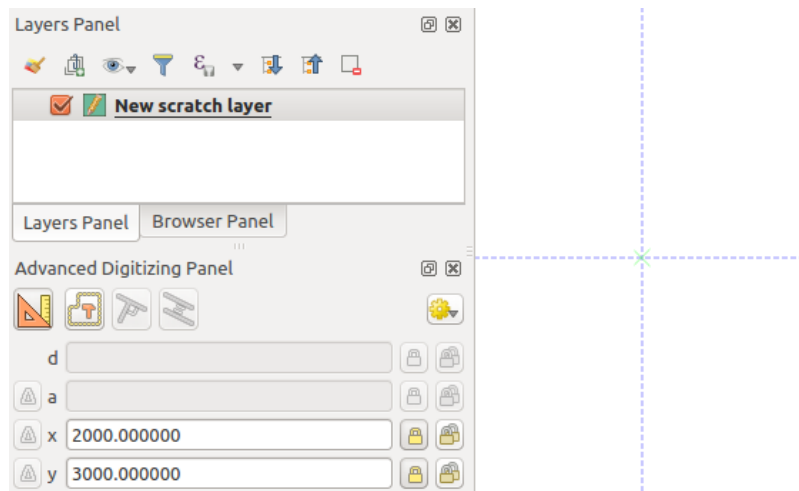 Layers Panel
New scratch layer
Layers Panel Browser Panel
Advanced Digitizing Panel
d
a
x 2000.000000
y 3000.000000